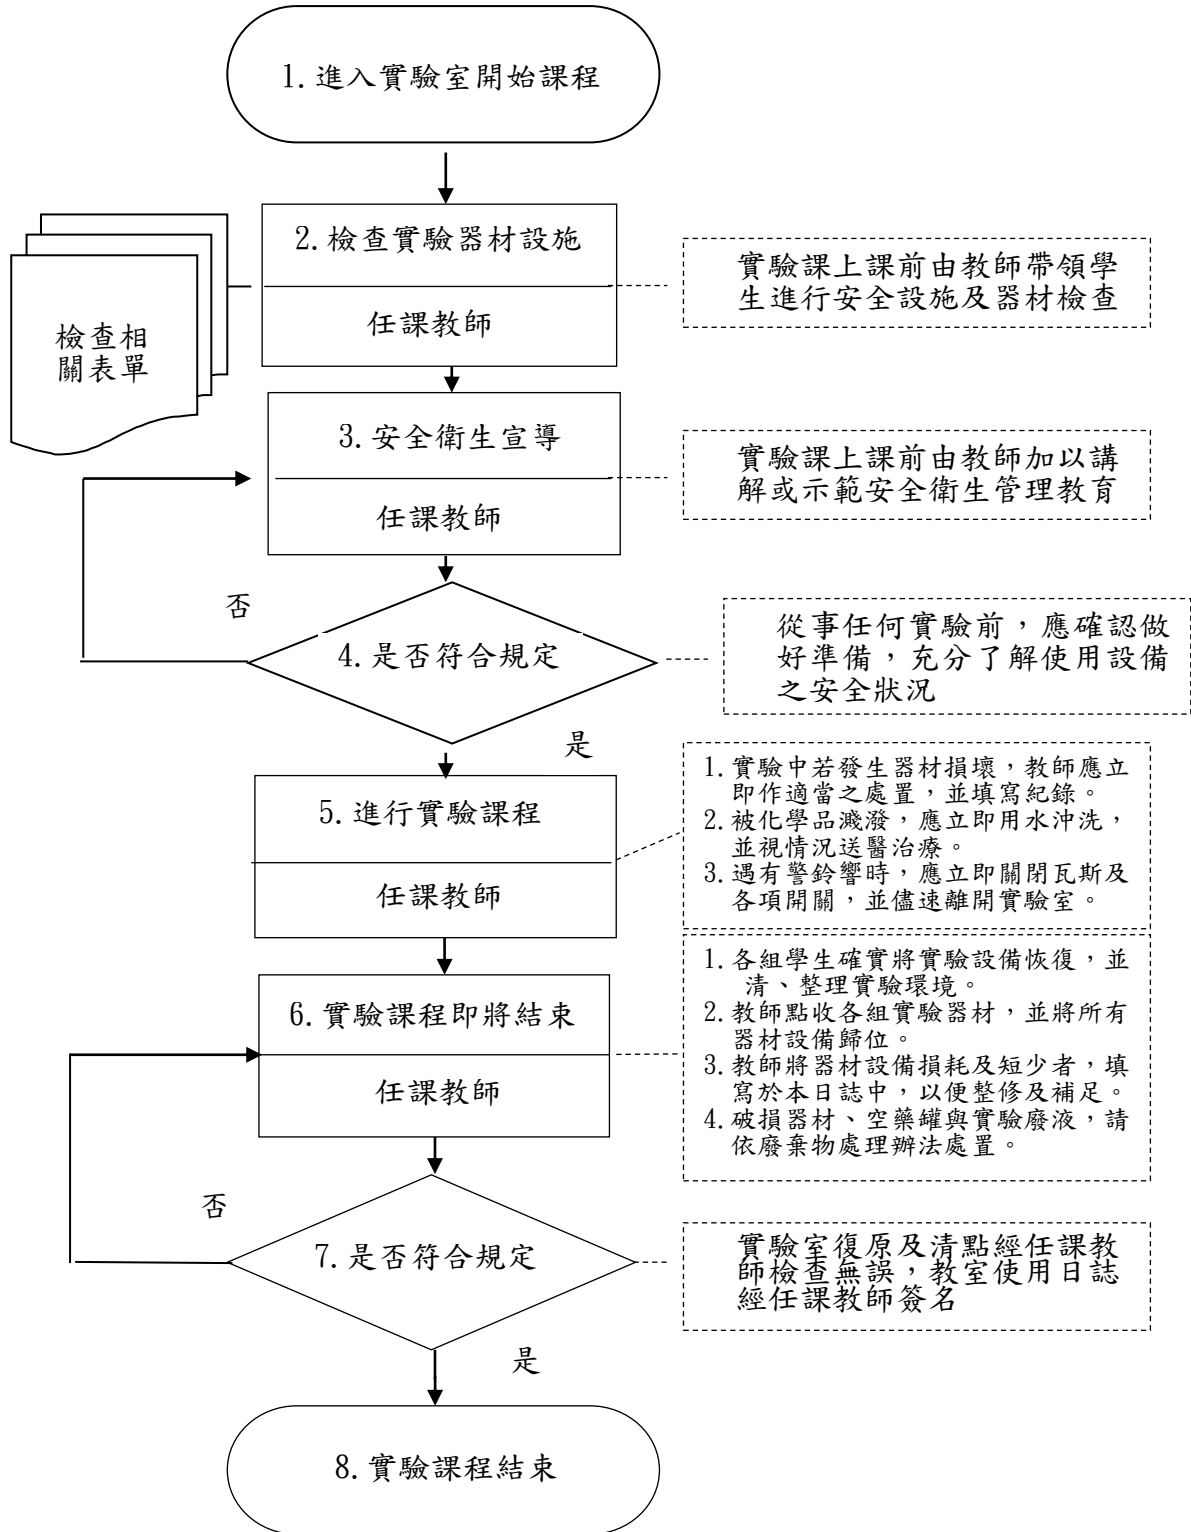 1.進入實驗室開始課程
2.檢查實驗器材設施
任課教師
檢查相
關表單
實驗課上課前由教師帶領學
生進行安全設施及器材檢查
3.安全衛生宣導
任課教師
實驗課上課前由教師加以講
解或示範安全衛生管理教育
否
4.是否符合規定
從事任何實驗前，應確認做
好準備，充分了解使用設備
之安全狀況
是
5.進行實驗課程
任課教師
1.實驗中若發生器材損壞，教師應立
即作適當之處置，並填寫紀錄。
2.被化學品濺潑，應立即用水沖洗，
並視情況送醫治療。
3.遇有警鈴響時，應立即關閉瓦斯及
各項開關，並儘速離開實驗室。
6.實驗課程即將結束
任課教師
1.各組學生確實將實驗設備恢復，並
清、整理實驗環境。
2.教師點收各組實驗器材，並將所有
器材設備歸位。
3.教師將器材設備損耗及短少者，填
寫於本日誌中，以便整修及補足。
4.破損器材、空藥罐與實驗廢液，請
依廢棄物處理辦法處置。
否
7.是否符合規定
實驗室復原及清點經任課教
師檢查無誤，教室使用日誌
經任課教師簽名
是
8.實驗課程結束